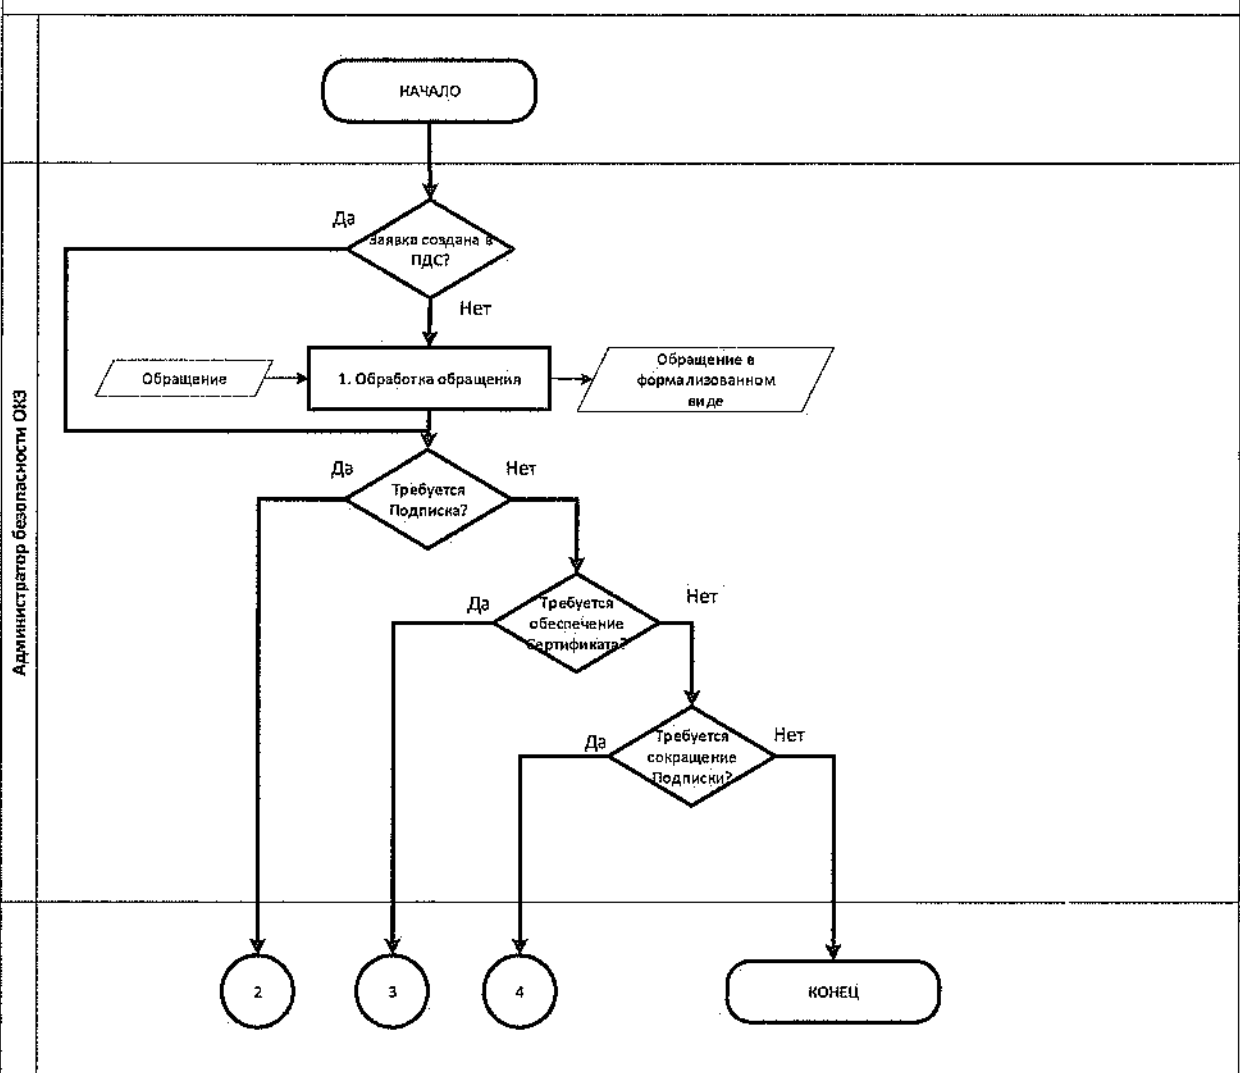 НАЧАЛО
Да
Заявка создана в
ПДС?
Нет
Обращение
1. Обработка обращения
Обращение в
формализованном
виде
Администратор безопасности ОКЗ
Да
Нет
Требуется
Подписка?
Да
Нет
Требуется
обеспечение
Сертификата?
Да
Нет
Требуется
сокращение
Подписки?
2
3
4
КОНЕЦ